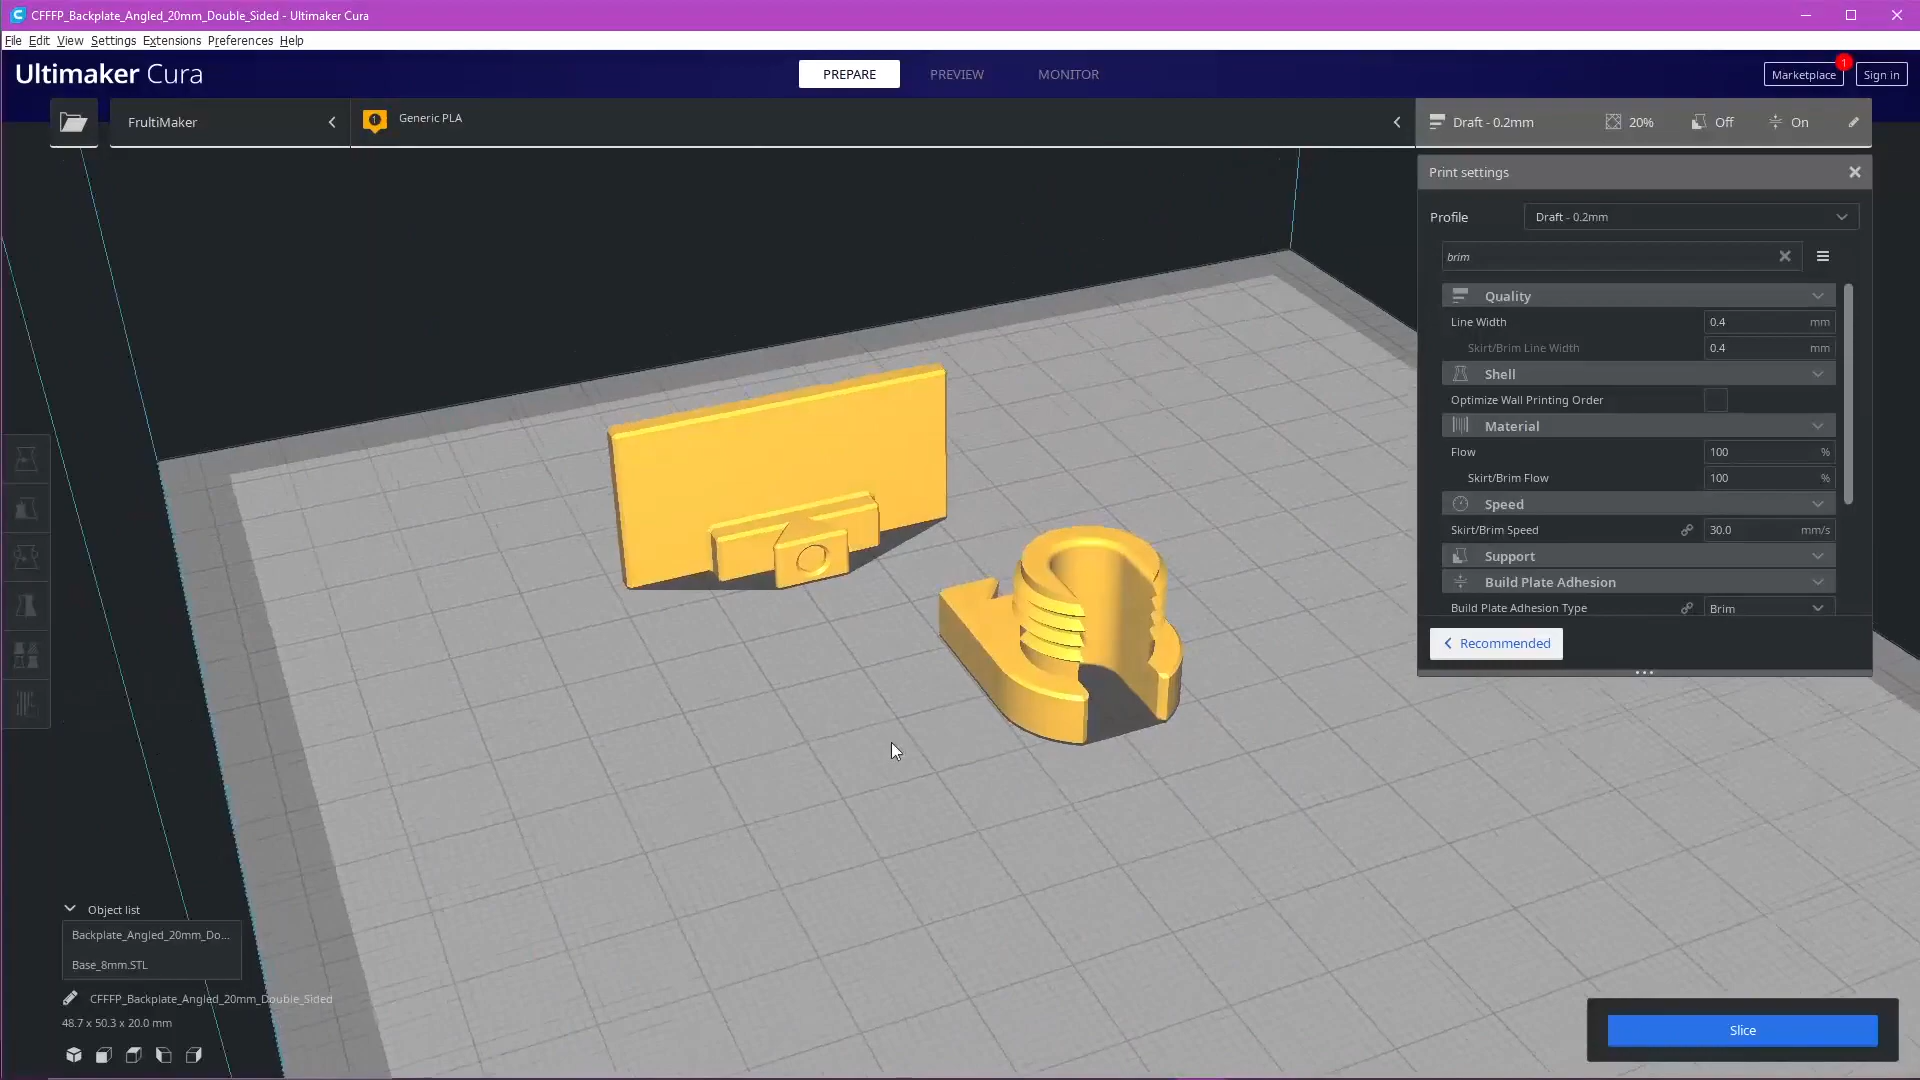 CFFFP_Backplate_Angled_20mm_Double_Sided - Ultimaker Cura
File Edit View Settings Extensions Preferences Help
Ultimaker Cura
PREPARE PREVIEW MONITOR
Marketplace 1 Sign in
FrultiMaker
1 Generic PLA
Draft - 0.2mm 20% Off On
Print settings
Profile Draft - 0.2mm
brim
Quality
Line Width 0.4 mm
Skirt/Brim Line Width 0.4 mm
Shell
Optimize Wall Printing Order
Material
Flow 100 %
Skirt/Brim Flow 100 %
Speed
Skirt/Brim Speed 30.0 mm/s
Support
Build Plate Adhesion
Build Plate Adhesion Type Brim
Recommended
Object list
Backplate_Angled_20mm_Do...
Base_8mm.STL
CFFFP_Backplate_Angled_20mm_Double_Sided
48.7 x 50.3 x 20.0 mm
Slice